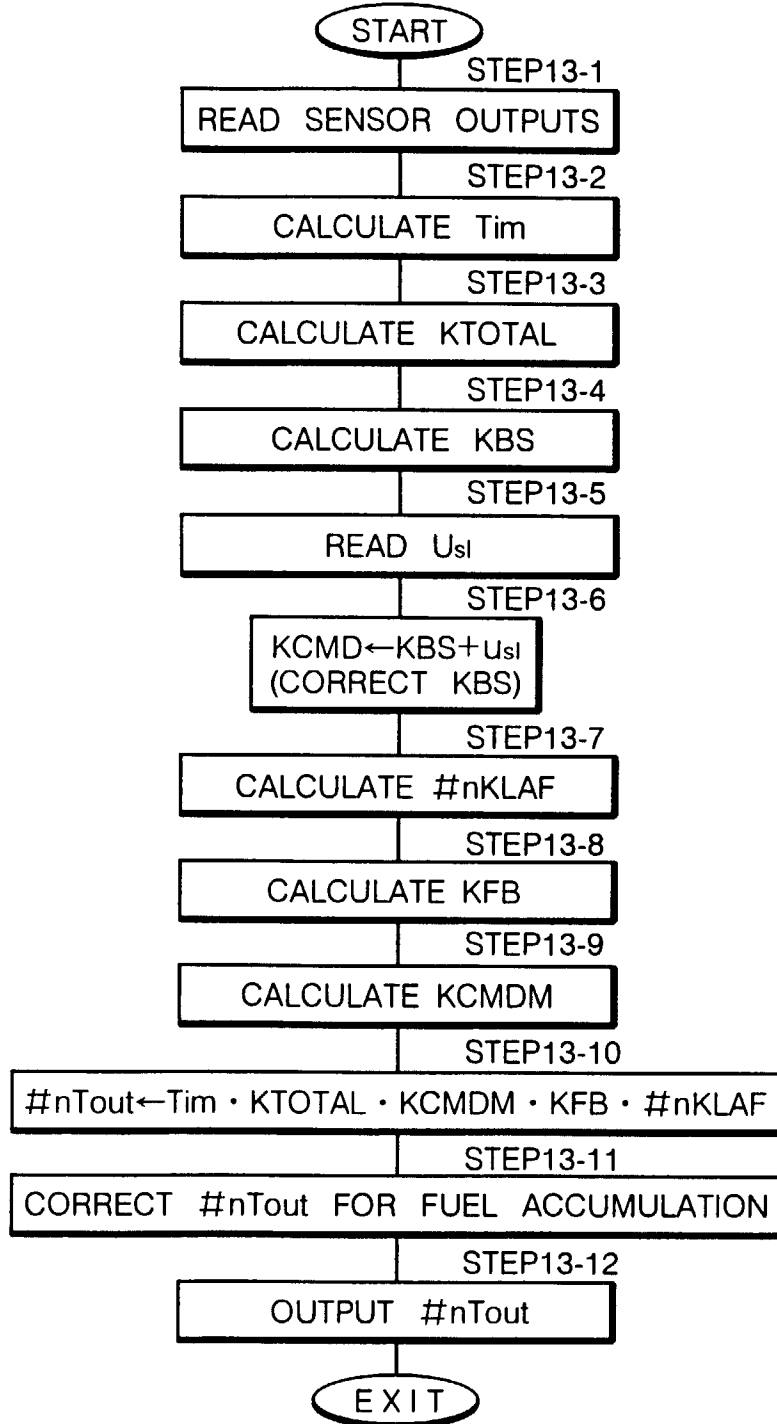 START
STEP13-1
READ SENSOR OUTPUTS
STEP13-2
CALCULATE Tim
STEP13-3
CALCULATE KTOTAL
STEP13-4
CALCULATE KBS
STEP13-5
READ Usl
STEP13-6
KCMD←KBS+usl
(CORRECT KBS)
STEP13-7
CALCULATE #nKLAF
STEP13-8
CALCULATE KFB
STEP13-9
CALCULATE KCMDM
STEP13-10
#nTout←Tim・KTOTAL・KCMDM・KFB・#nKLAF
STEP13-11
CORRECT #nTout FOR FUEL ACCUMULATION
STEP13-12
OUTPUT #nTout
EXIT